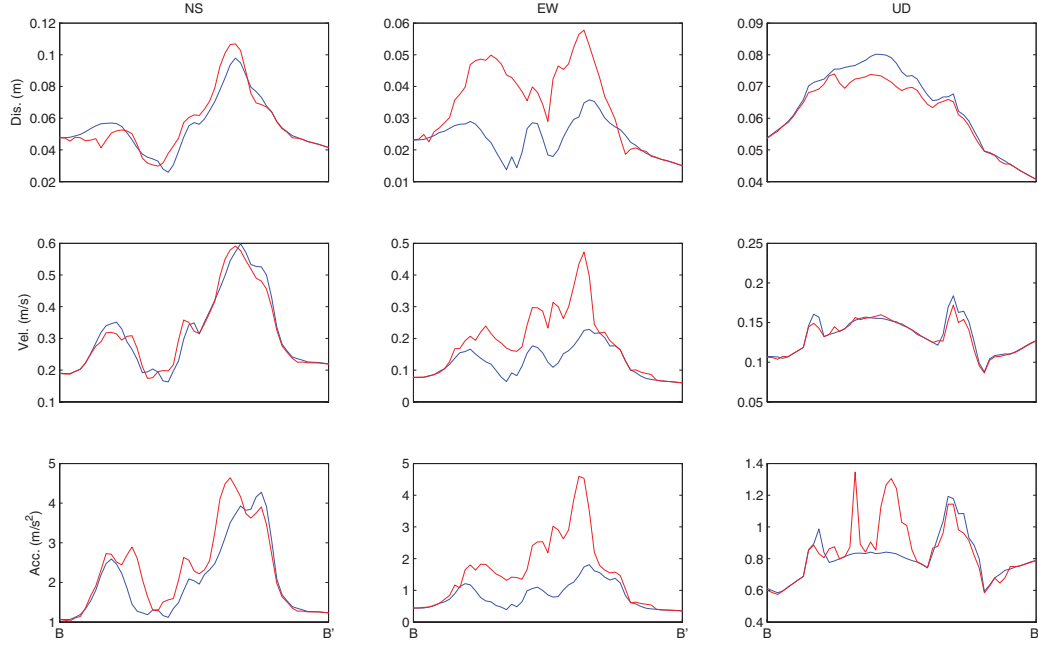 NS EW UD
Dis. (m)
0.12 0.06 0.09
0.1 0.05 0.08
0.08 0.04 0.07
0.06 0.03 0.06
0.04 0.02 0.05
0.02 0.01 0.04
Vel. (m/s)
0.6 0.5 0.25
0.5 0.4 0.2
0.4 0.3 0.15
0.3 0.2 0.1
0.2 0.1 0.05
0.1 0
Acc. (m/s²)
5 5 1.4
4 4 1.2
3 3 1
2 2 0.8
1 1 0.6
0 0.4
B B' B B' B B